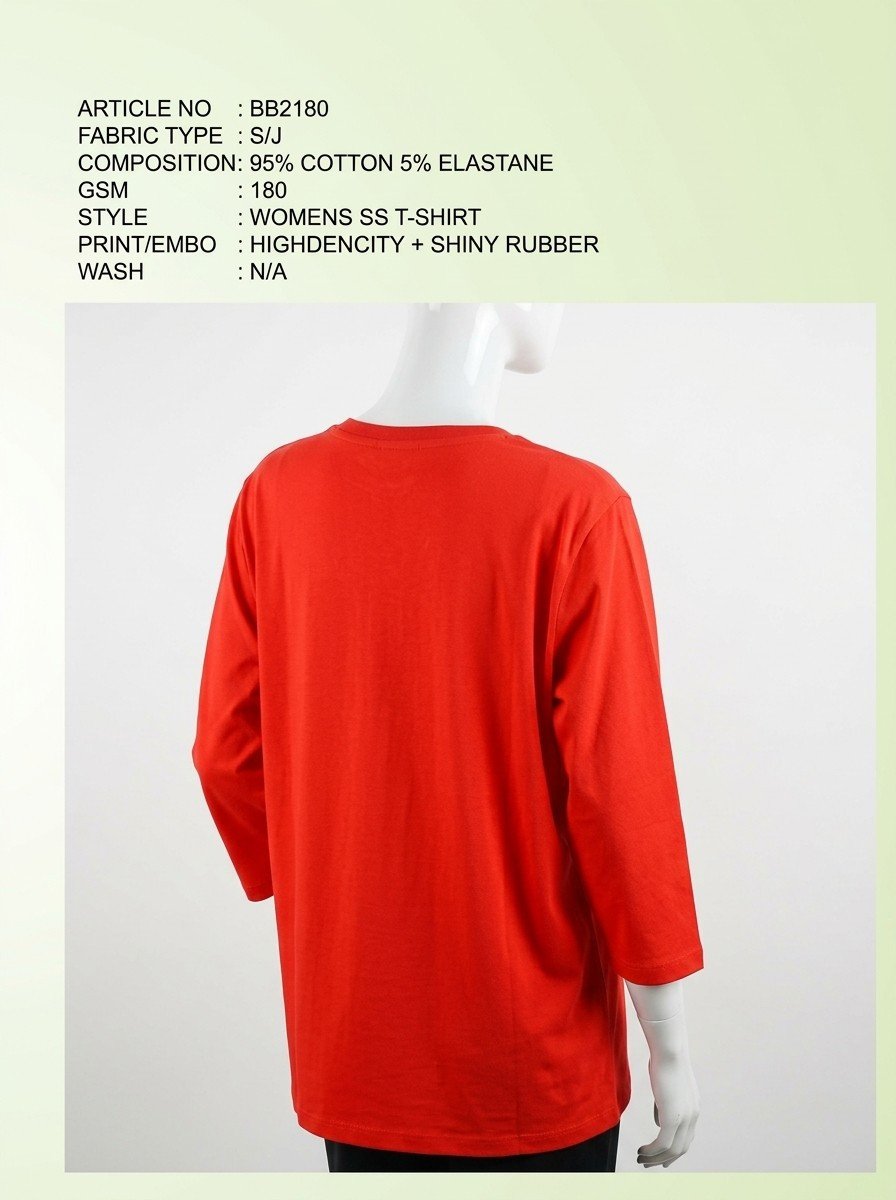 ARTICLE NO : BB2180
FABRIC TYPE : S/J
COMPOSITION: 95% COTTON 5% ELASTANE
GSM : 180
STYLE : WOMENS SS T-SHIRT
PRINT/EMBO : HIGHDENCITY + SHINY RUBBER
WASH : N/A